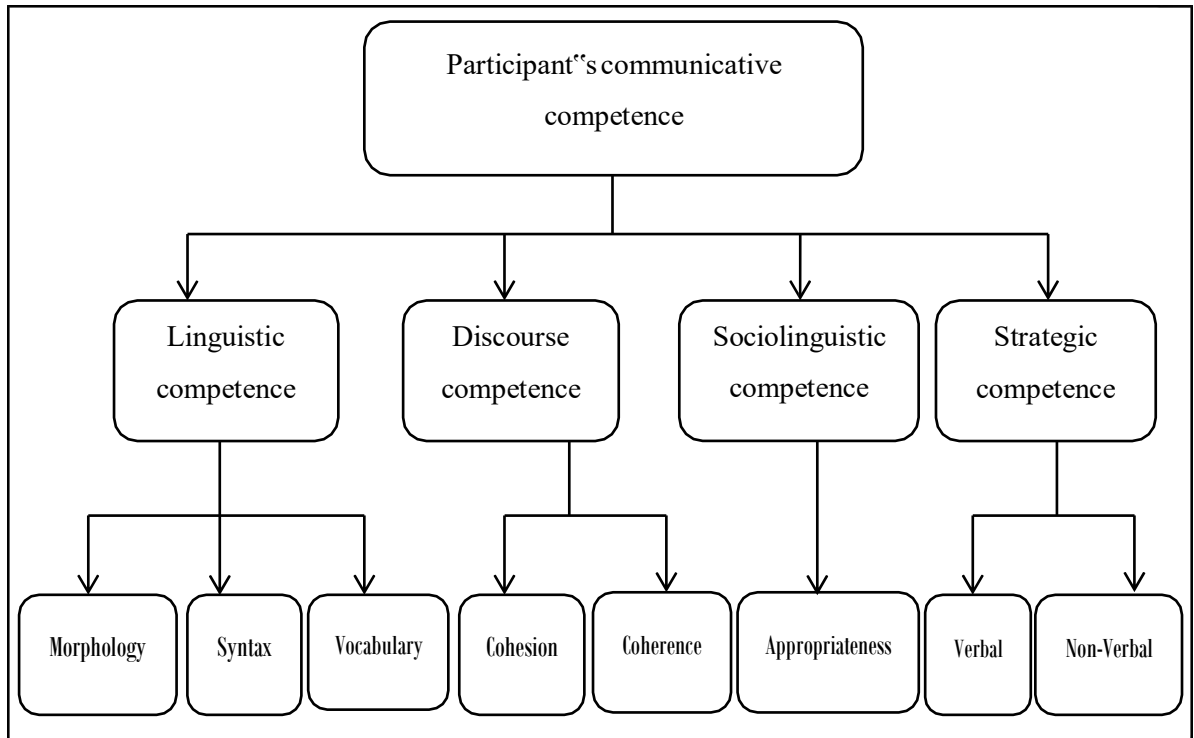 Participant‟s communicative
competence
Linguistic
competence
Discourse
competence
Sociolinguistic
competence
Strategic
competence
Morphology
Syntax
Vocabulary
Cohesion
Coherence
Appropriateness
Verbal
Non-Verbal